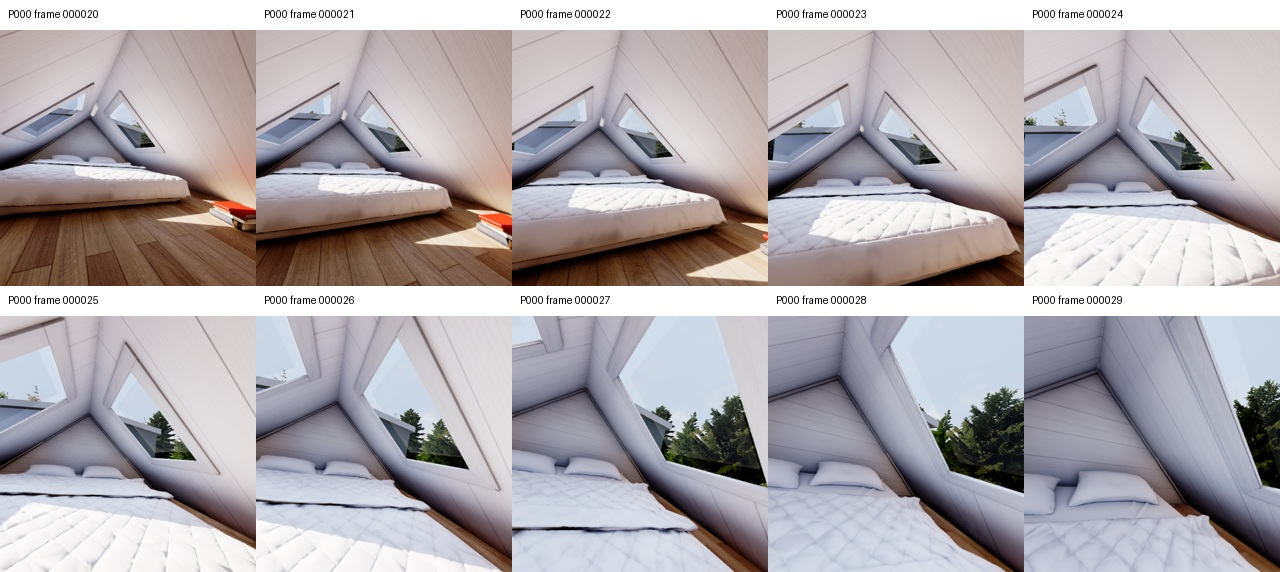 P000 frame 000020
P000 frame 000021
P000 frame 000022
P000 frame 000023
P000 frame 000024
P000 frame 000025
P000 frame 000026
P000 frame 000027
P000 frame 000028
P000 frame 000029